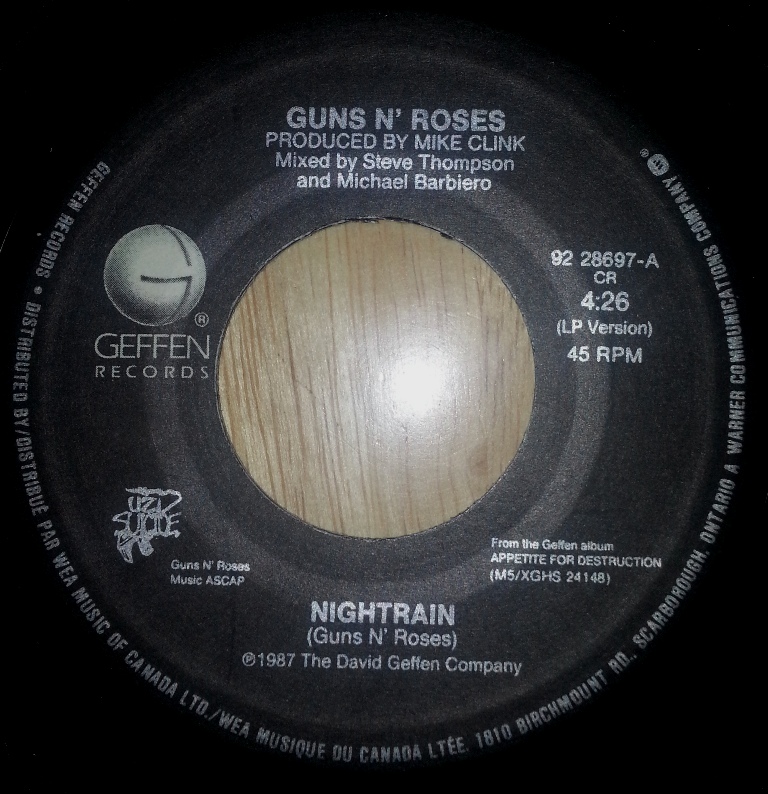 GUNS N' ROSES
PRODUCED BY MIKE CLINK
Mixed by Steve Thompson
and Michael Barbiero
92 28697-A
CR
4:26
(LP Version)
45 RPM
GEFFEN®
RECORDS
UZI
SUICIDE
Guns N' Roses
Music ASCAP
From the Geffen album
APPETITE FOR DESTRUCTION
(M5/XGHS 24148)
NIGHTRAIN
(Guns N' Roses)
℗1987 The David Geffen Company
GEFFEN RECORDS • DISTRIBUTED BY/DISTRIBUÉ PAR WEA MUSIC OF CANADA LTD./WEA MUSIQUE DU CANADA LTÉE. 1810 BIRCHMOUNT RD., SCARBOROUGH, ONTARIO A WARNER COMMUNICATIONS COMPANY ®